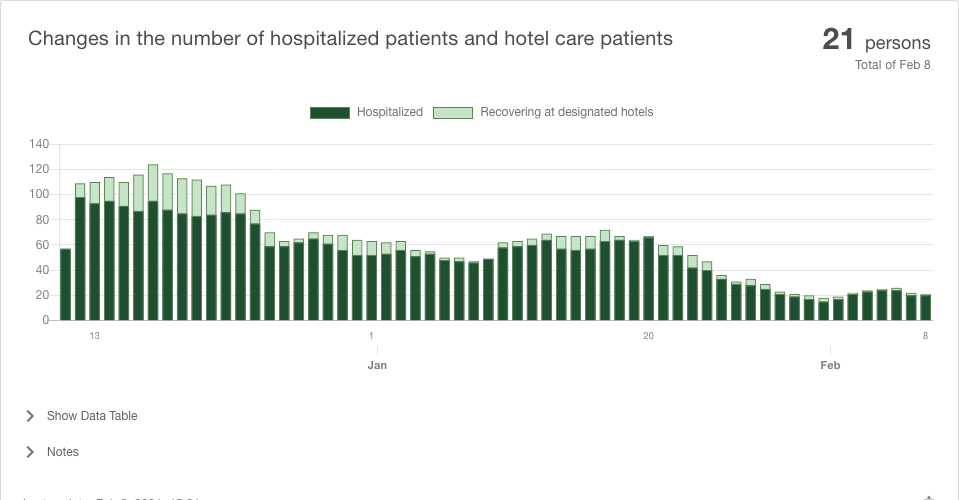 Changes in the number of hospitalized patients and hotel care patients
21 persons
Total of Feb 8
Hospitalized Recovering at designated hotels
140
120
100
80
60
40
20
0
13 1 20 8
Jan Feb
Show Data Table
Notes